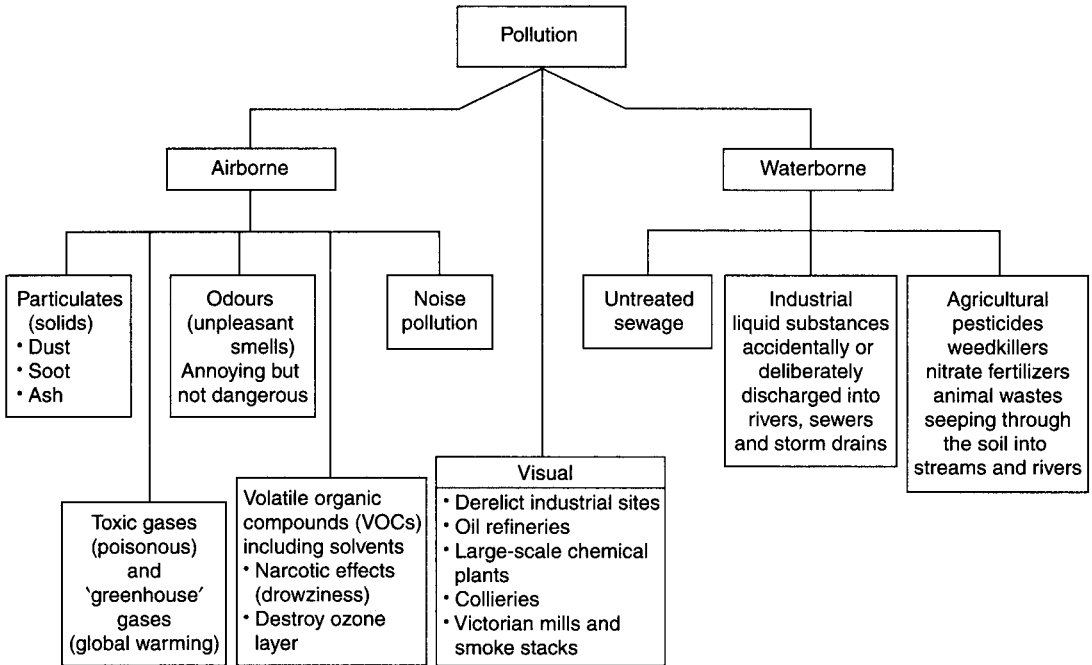 Pollution
Airborne
Waterborne
Particulates
(solids)
• Dust
• Soot
• Ash
Odours
(unpleasant
smells)
Annoying but
not dangerous
Noise
pollution
Untreated
sewage
Industrial
liquid substances
accidentally or
deliberately
discharged into
rivers, sewers
and storm drains
Agricultural
pesticides
weedkillers
nitrate fertilizers
animal wastes
seeping through
the soil into
streams and rivers
Toxic gases
(poisonous)
and
'greenhouse'
gases
(global warming)
Volatile organic
compounds (VOCs)
including solvents
• Narcotic effects
(drowziness)
• Destroy ozone
layer
Visual
• Derelict industrial sites
• Oil refineries
• Large-scale chemical
plants
• Collieries
• Victorian mills and
smoke stacks